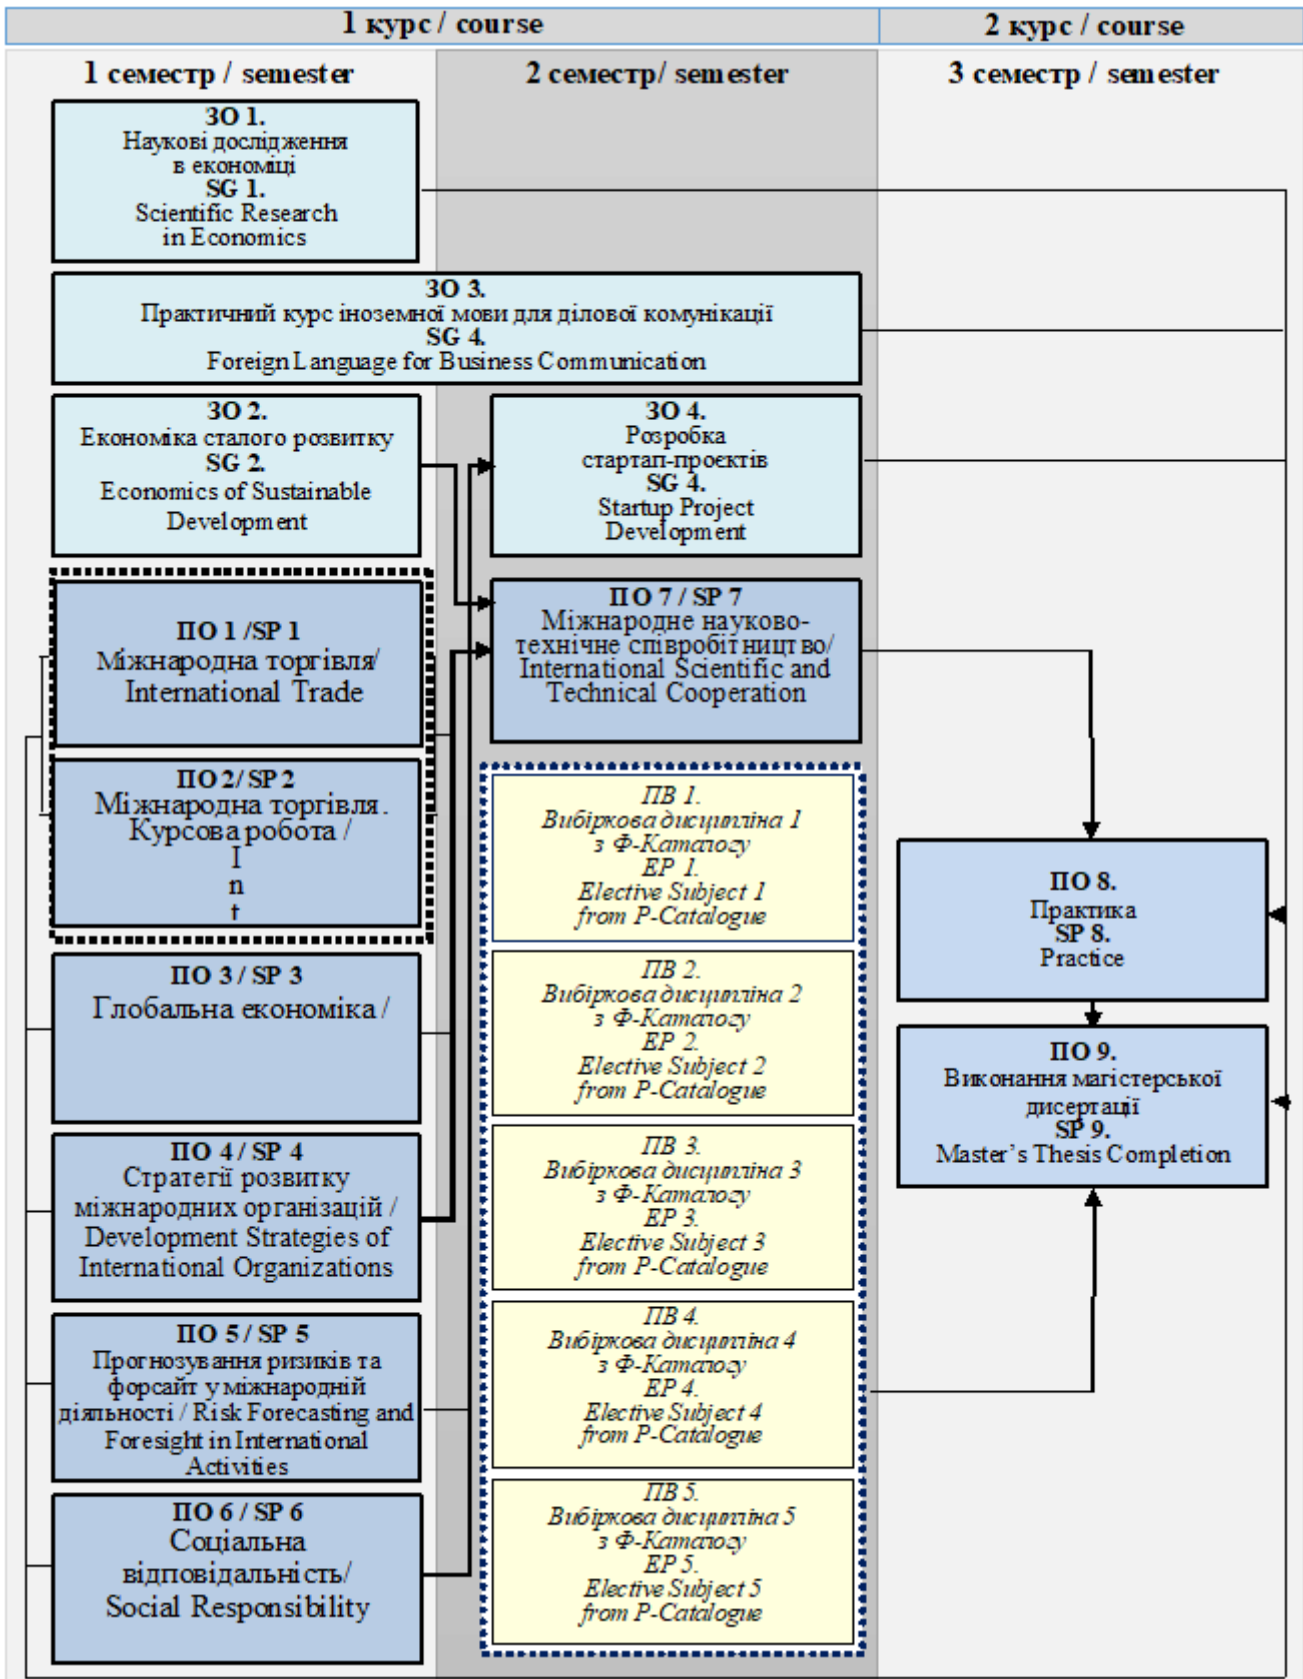 1 курс / course
2 курс / course
1 семестр / semester
2 семестр/ semester
3 семестр / semester
ЗО 1.
Наукові дослідження
в економіці
SG 1.
Scientific Research
in Economics
ЗО 3.
Практичний курс іноземної мови для ділової комунікації
SG 4.
Foreign Language for Business Communication
ЗО 2.
Економіка сталого розвитку
SG 2.
Economics of Sustainable
Development
ЗО 4.
Розробка
стартап-проєктів
SG 4.
Startup Project
Development
ПО 1 /SP 1
Міжнародна торгівля/
International Trade
ПО 7 / SP 7
Міжнародне науково-
технічне співробітництво/
International Scientific and
Technical Cooperation
ПО 2/ SP 2
Міжнародна торгівля.
Курсова робота /
I
n
t
ПВ 1.
Вибіркова дисципліна 1
з Ф-Каталогу
EP 1.
Elective Subject 1
from P-Catalogue
ПО 8.
Практика
SP 8.
Practice
ПО 3 / SP 3
Глобальна економіка /
ПВ 2.
Вибіркова дисципліна 2
з Ф-Каталогу
EP 2.
Elective Subject 2
from P-Catalogue
ПО 9.
Виконання магістерської
дисертації
SP 9.
Master’s Thesis Completion
ПО 4 / SP 4
Стратегії розвитку
міжнародних організацій /
Development Strategies of
International Organizations
ПВ 3.
Вибіркова дисципліна 3
з Ф-Каталогу
EP 3.
Elective Subject 3
from P-Catalogue
ПО 5 / SP 5
Прогнозування ризиків та
форсайт у міжнародній
діяльності / Risk Forecasting and
Foresight in International
Activities
ПВ 4.
Вибіркова дисципліна 4
з Ф-Каталогу
EP 4.
Elective Subject 4
from P-Catalogue
ПО 6 / SP 6
Соціальна
відповідальність/
Social Responsibility
ПВ 5.
Вибіркова дисципліна 5
з Ф-Каталогу
EP 5.
Elective Subject 5
from P-Catalogue